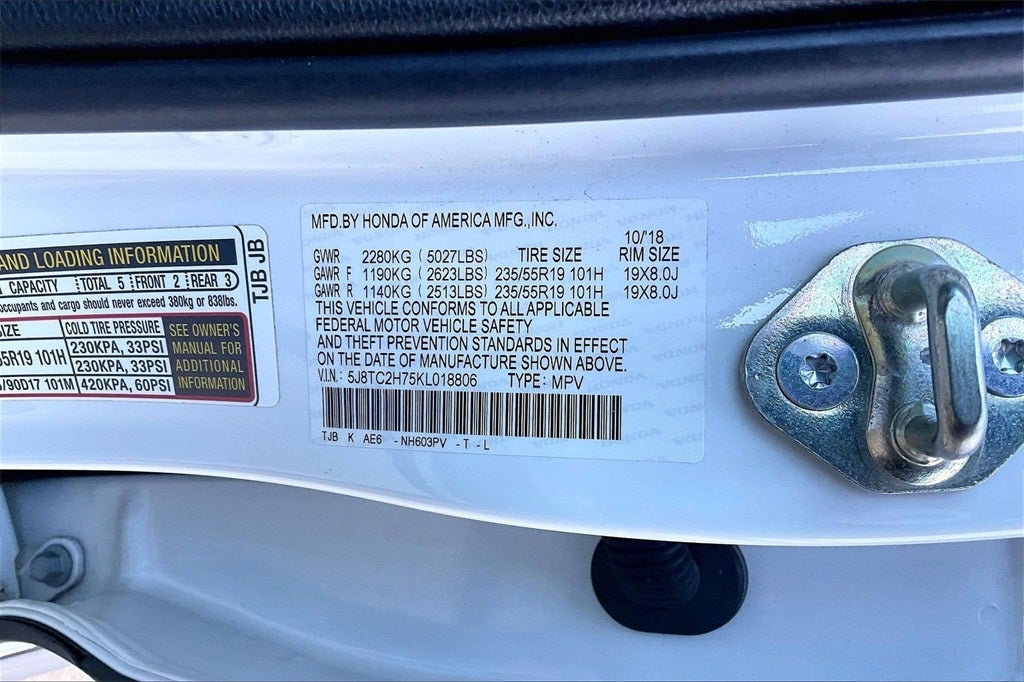 AND LOADING INFORMATION
CAPACITY TOTAL 5 FRONT 2 REAR 3
occupants and cargo should never exceed 380kg or 838lbs.
SIZE COLD TIRE PRESSURE SEE OWNER'S
5R19 101H 230KPA, 33PSI MANUAL FOR
230KPA, 33PSI ADDITIONAL
/90D17 101M 420KPA, 60PSI INFORMATION
TJB JB
MFD.BY HONDA OF AMERICA MFG.,INC.
10/'18
GVWR 2280KG (5027LBS) TIRE SIZE RIM SIZE
GAWR F 1190KG (2623LBS) 235/55R19 101H 19X8.0J
GAWR R 1140KG (2513LBS) 235/55R19 101H 19X8.0J
THIS VEHICLE CONFORMS TO ALL APPLICABLE
FEDERAL MOTOR VEHICLE SAFETY
AND THEFT PREVENTION STANDARDS IN EFFECT
ON THE DATE OF MANUFACTURE SHOWN ABOVE.
V.I.N.: 5J8TC2H75KL018806 TYPE: MPV
TJB K AE6 -NH603PV -T -L